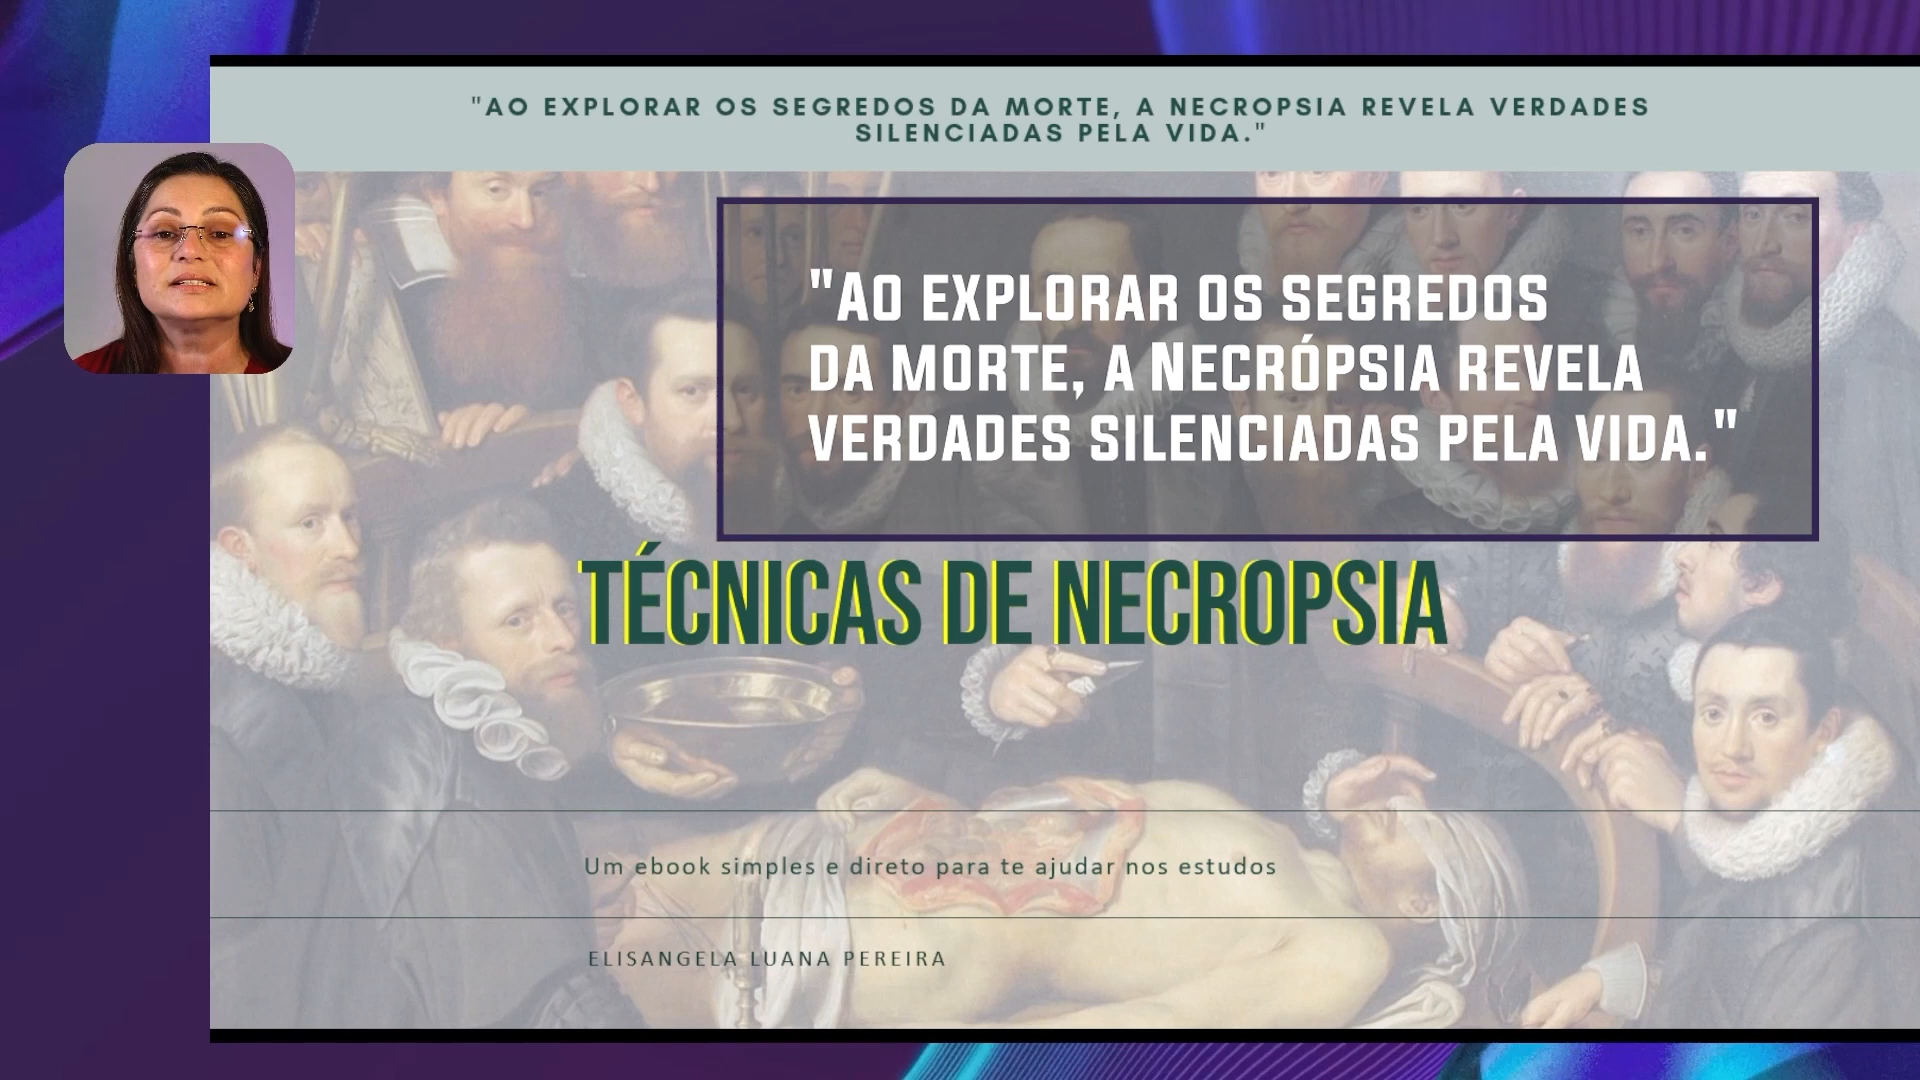 "AO EXPLORAR OS SEGREDOS DA MORTE, A NECROPSIA REVELA VERDADES
SILENCIADAS PELA VIDA."
"AO EXPLORAR OS SEGREDOS
DA MORTE, A NECRÓPSIA REVELA
VERDADES SILENCIADAS PELA VIDA."
TÉCNICAS DE NECROPSIA
Um ebook simples e direto para te ajudar nos estudos
ELISANGELA LUANA PEREIRA